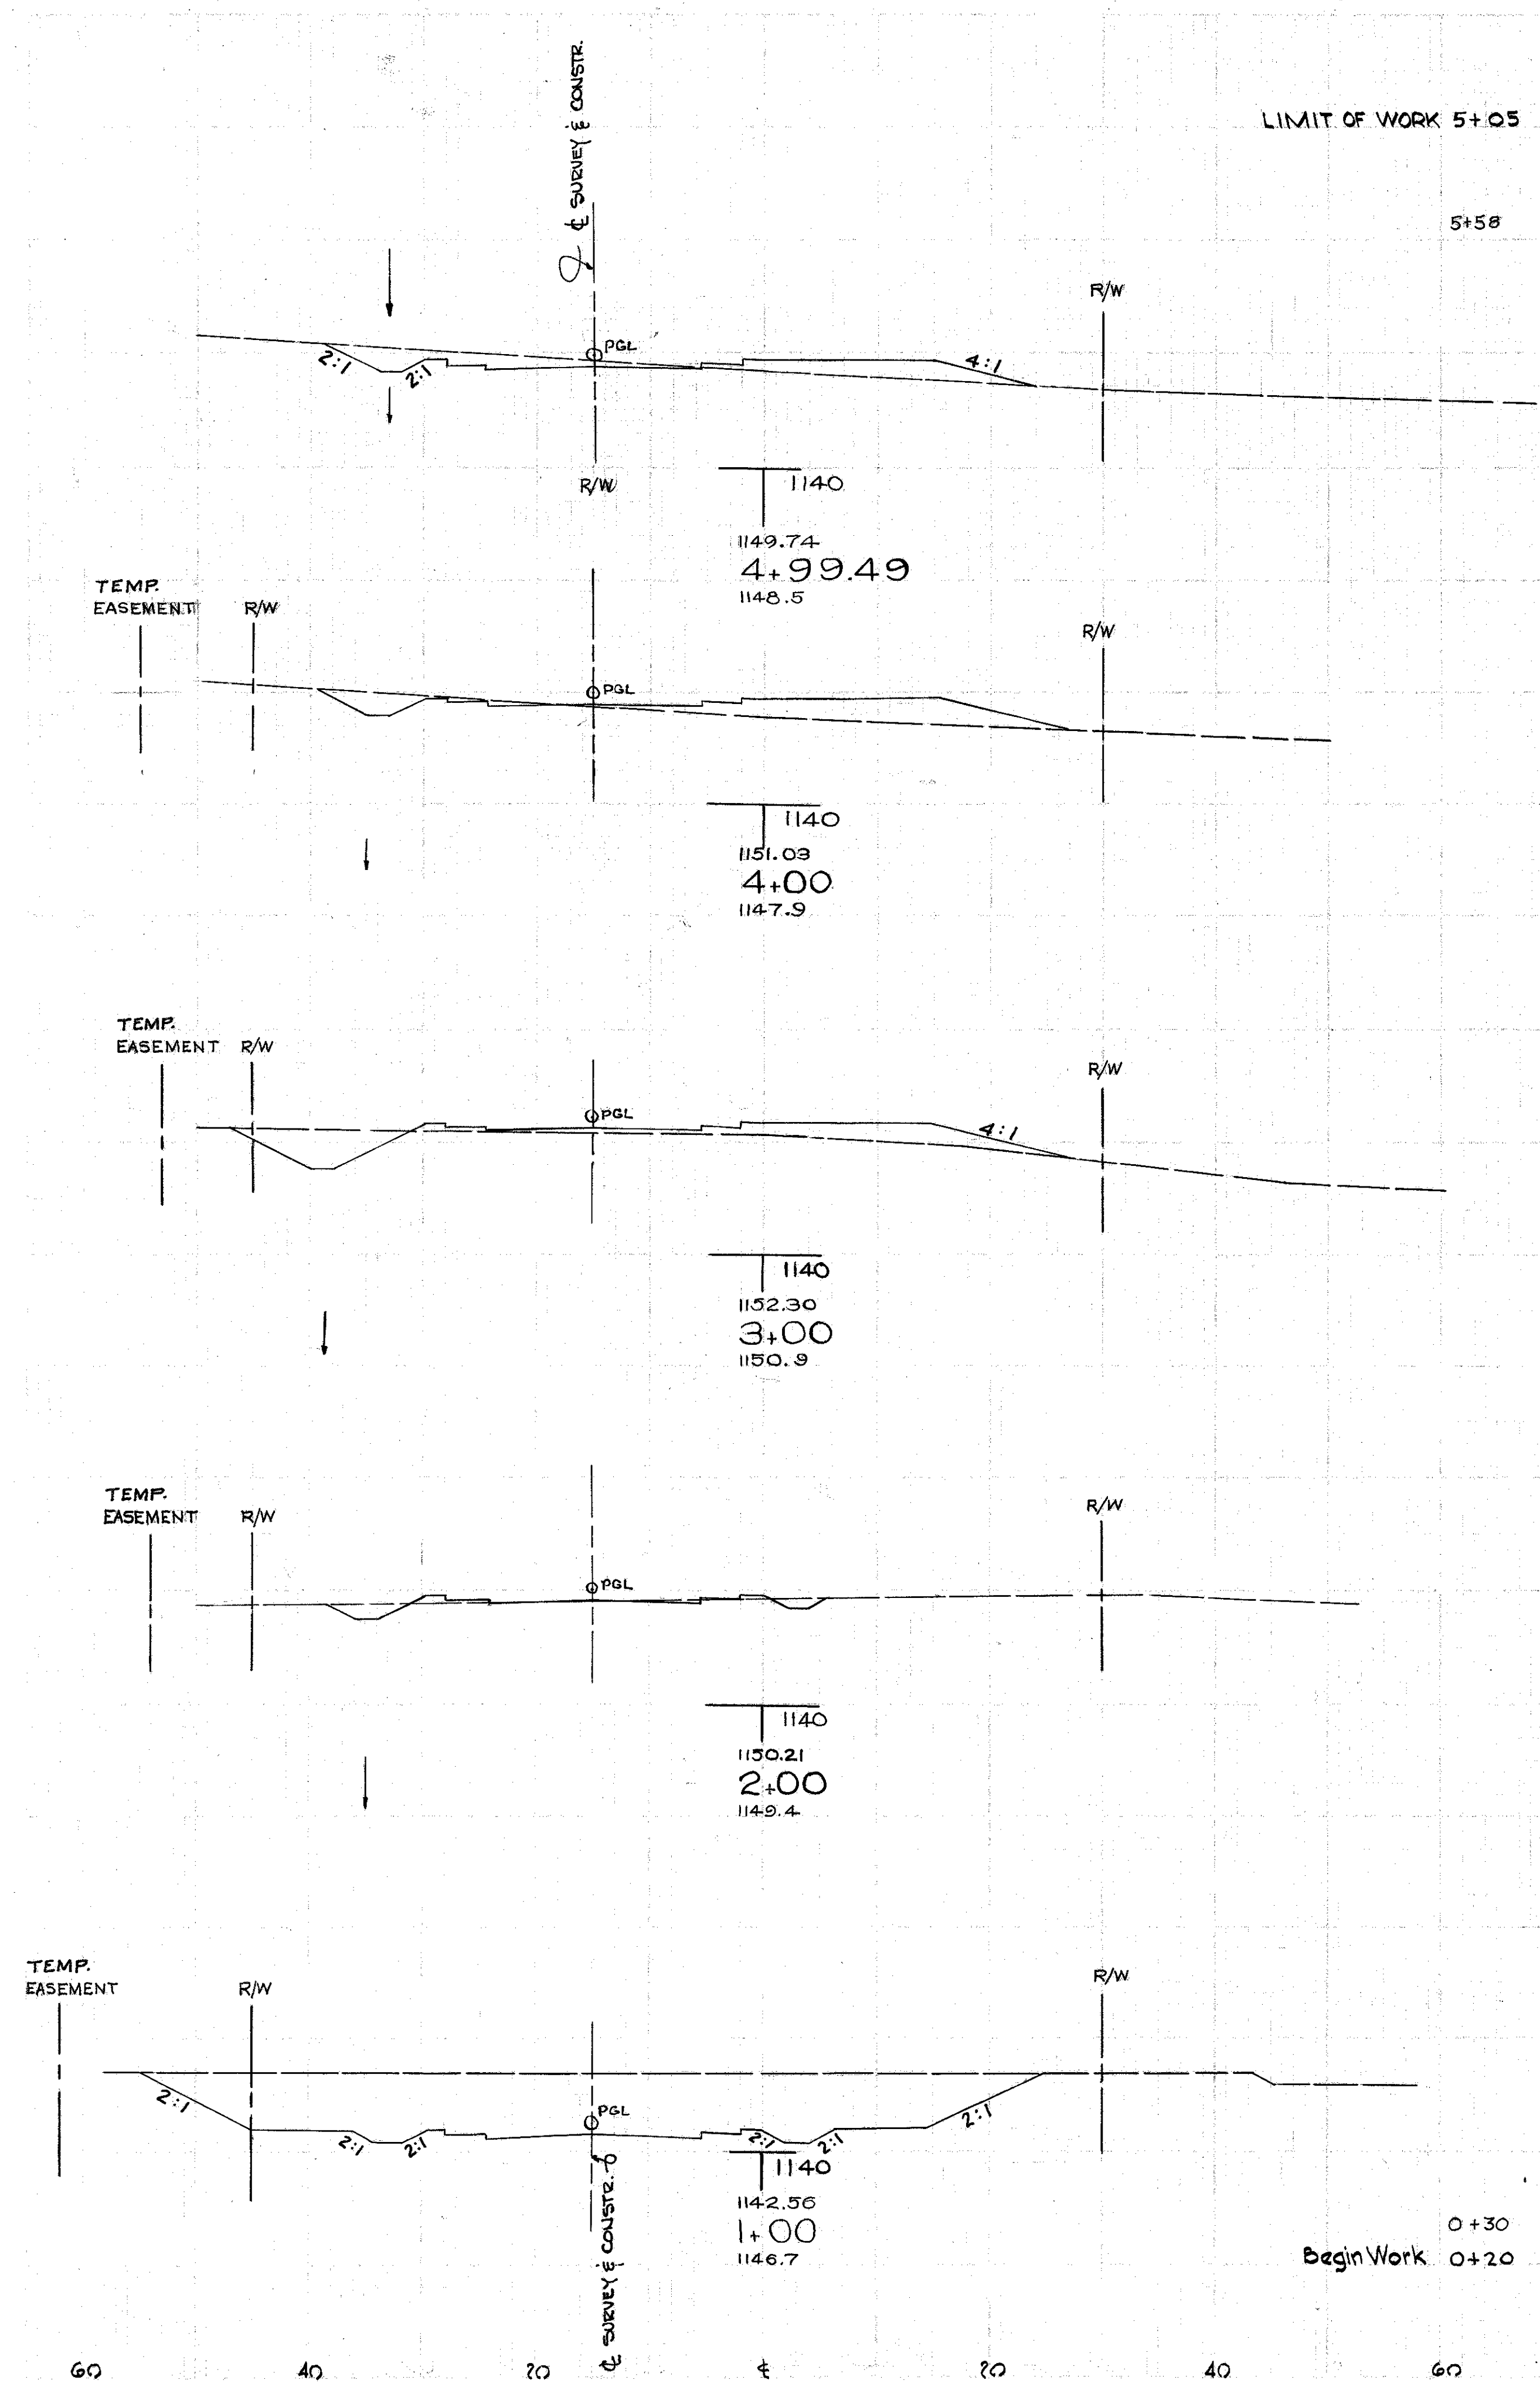 ℄ SURVEY & CONSTR.
LIMIT OF WORK 5+05
5+58
R/W
PGL
2:1
2:1
4:1
R/W
1140
1149.74
4+99.49
1148.5
TEMP.
EASEMENT R/W
R/W
PGL
1140
1151.03
4+00
1147.9
TEMP.
EASEMENT R/W
R/W
PGL
4:1
1140
1152.30
3+00
1150.9
TEMP.
EASEMENT R/W
R/W
PGL
1140
1150.21
2+00
1149.4
TEMP.
EASEMENT R/W
R/W
2:1
PGL
2:1
2:1
2:1
2:1
2:1
1140
1142.56
1+00
1146.7
℄ SURVEY & CONSTR.
0+30
Begin Work 0+20
60 40 20 ℄ 20 40 60